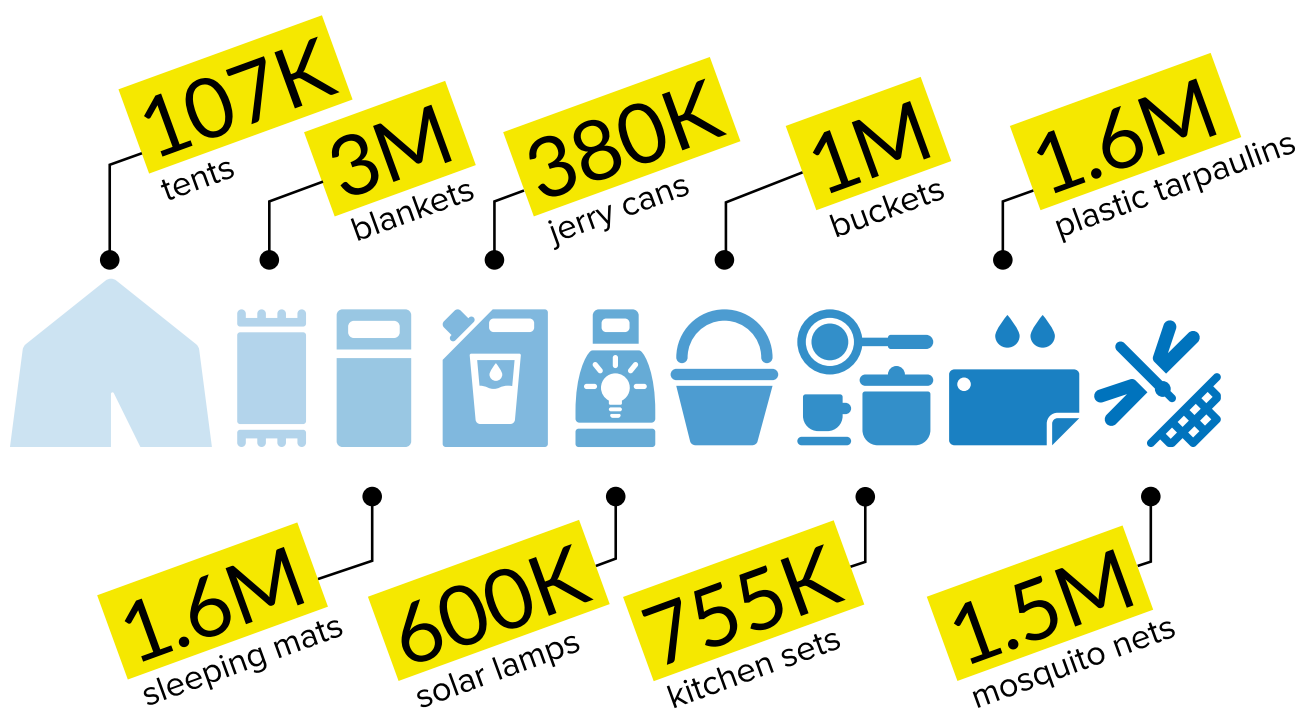 107K
tents
3M
blankets
380K
jerry cans
1M
buckets
1.6M
plastic tarpaulins
1.6M
sleeping mats
600K
solar lamps
755K
kitchen sets
1.5M
mosquito nets